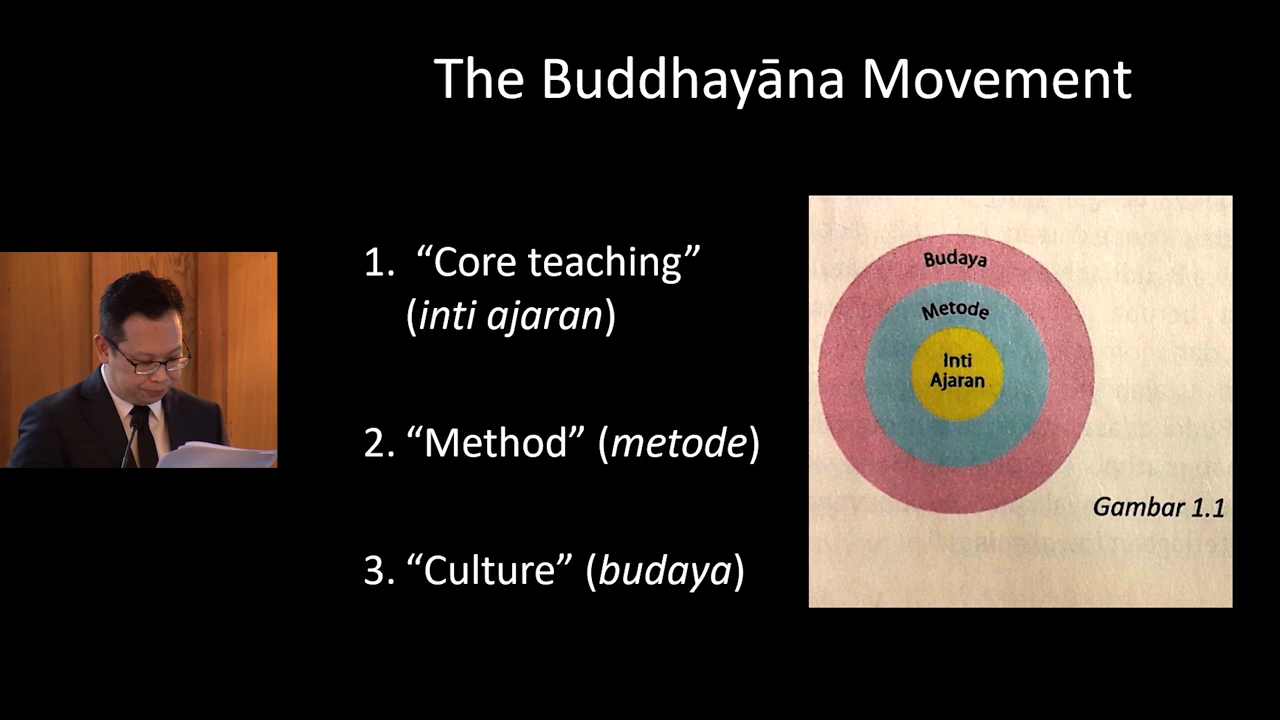 The Buddhayāna Movement
1. “Core teaching”
(inti ajaran)
2. “Method” (metode)
3. “Culture” (budaya)
Budaya
Metode
Inti
Ajaran
Gambar 1.1